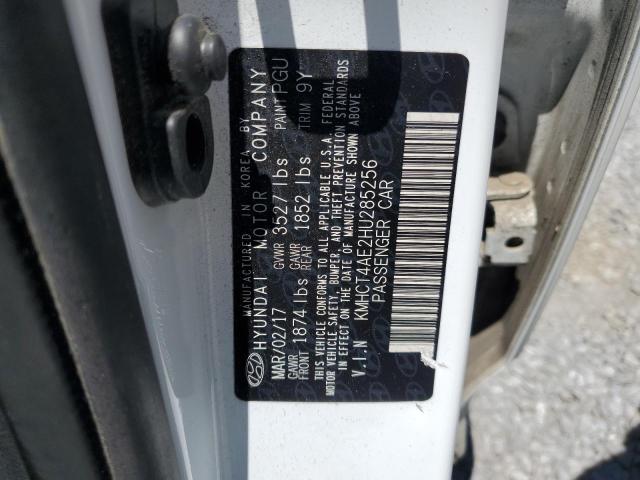 MANUFACTURED IN KOREA BY
HYUNDAI MOTOR COMPANY
MAR/02/17 GVWR 3527 lbs PAINT PGU
GAWR FRONT 1874 lbs GAWR REAR 1852 lbs TRIM 9Y
THIS VEHICLE CONFORMS TO ALL APPLICABLE U.S.A. FEDERAL
MOTOR VEHICLE SAFETY, BUMPER, AND THEFT PREVENTION STANDARDS
IN EFFECT ON THE DATE OF MANUFACTURE SHOWN ABOVE
V.I.N KMHCT4AE2HU285256
PASSENGER CAR